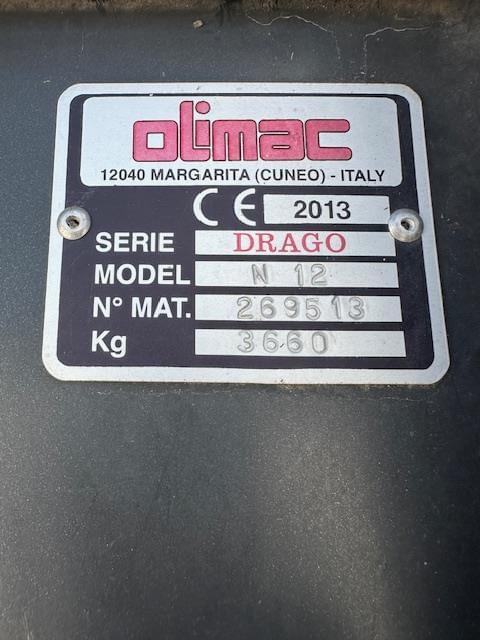 olimac
12040 MARGARITA (CUNEO) - ITALY
CE 2013
SERIE DRAGO
MODEL N 12
N° MAT. 269513
Kg 3660